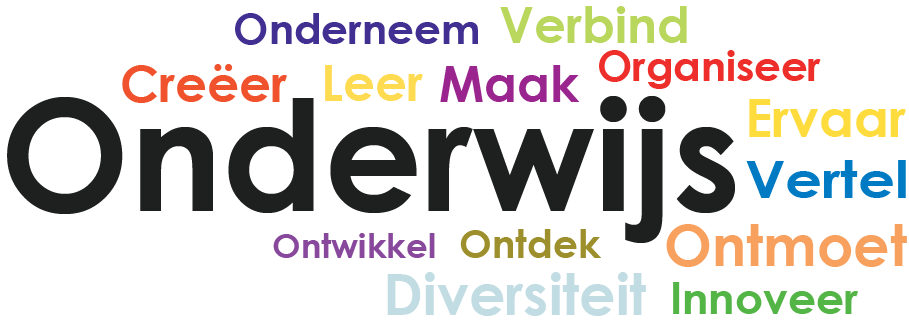 Onderneem Verbind
Creëer Leer Maak Organiseer
Onderwijs Ervaar
Vertel
Ontwikkel Ontdek Ontmoet
Diversiteit Innoveer